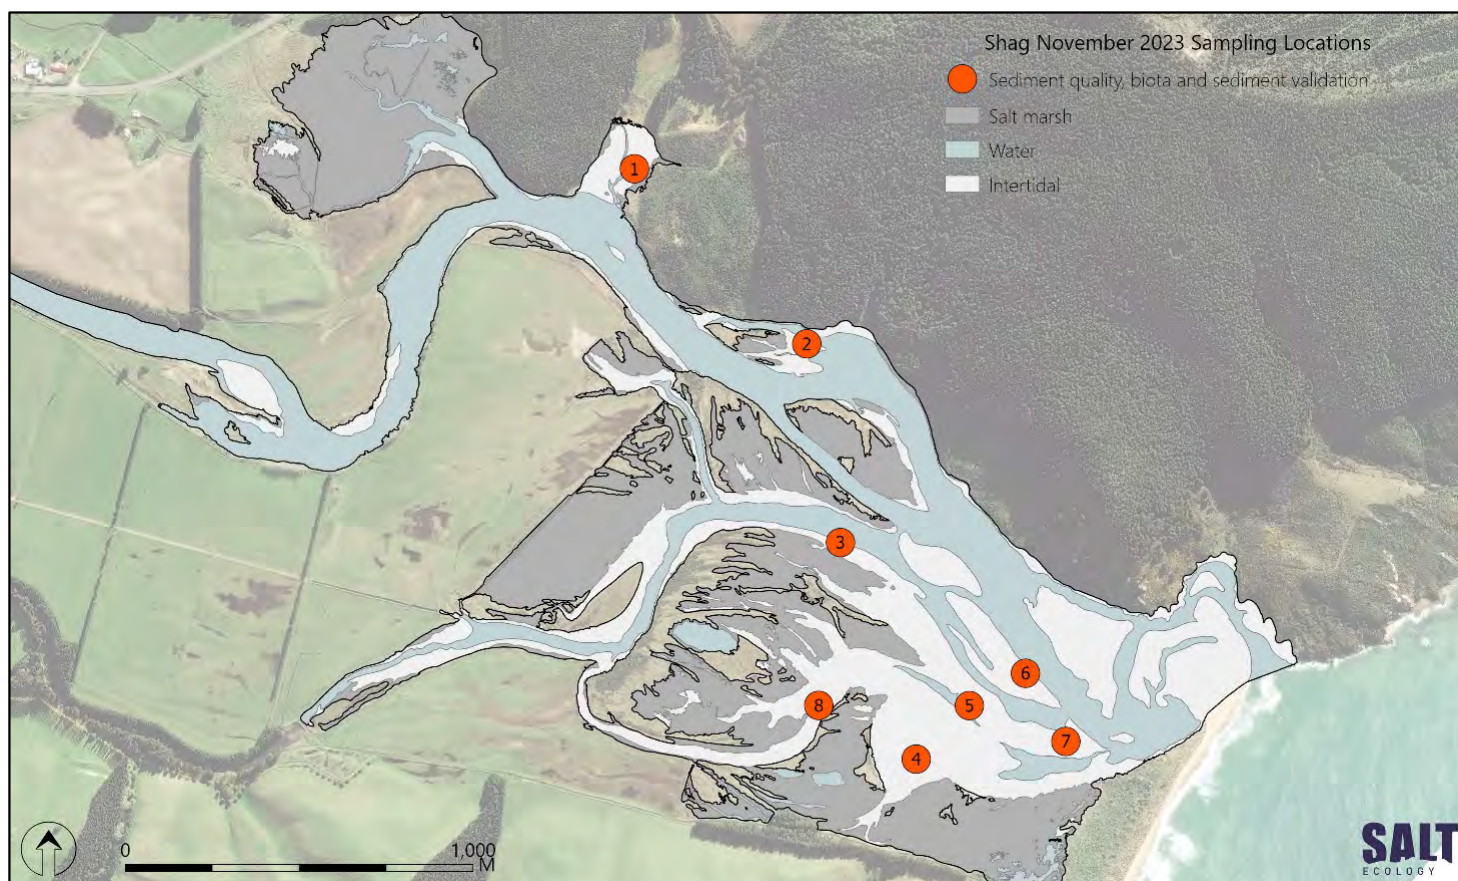 Shag November 2023 Sampling Locations
Sediment quality, biota and sediment validation
Salt marsh
Water
Intertidal
1
2
3
6
5
8
7
4
0 1,000
M
SALT
ECOLOGY